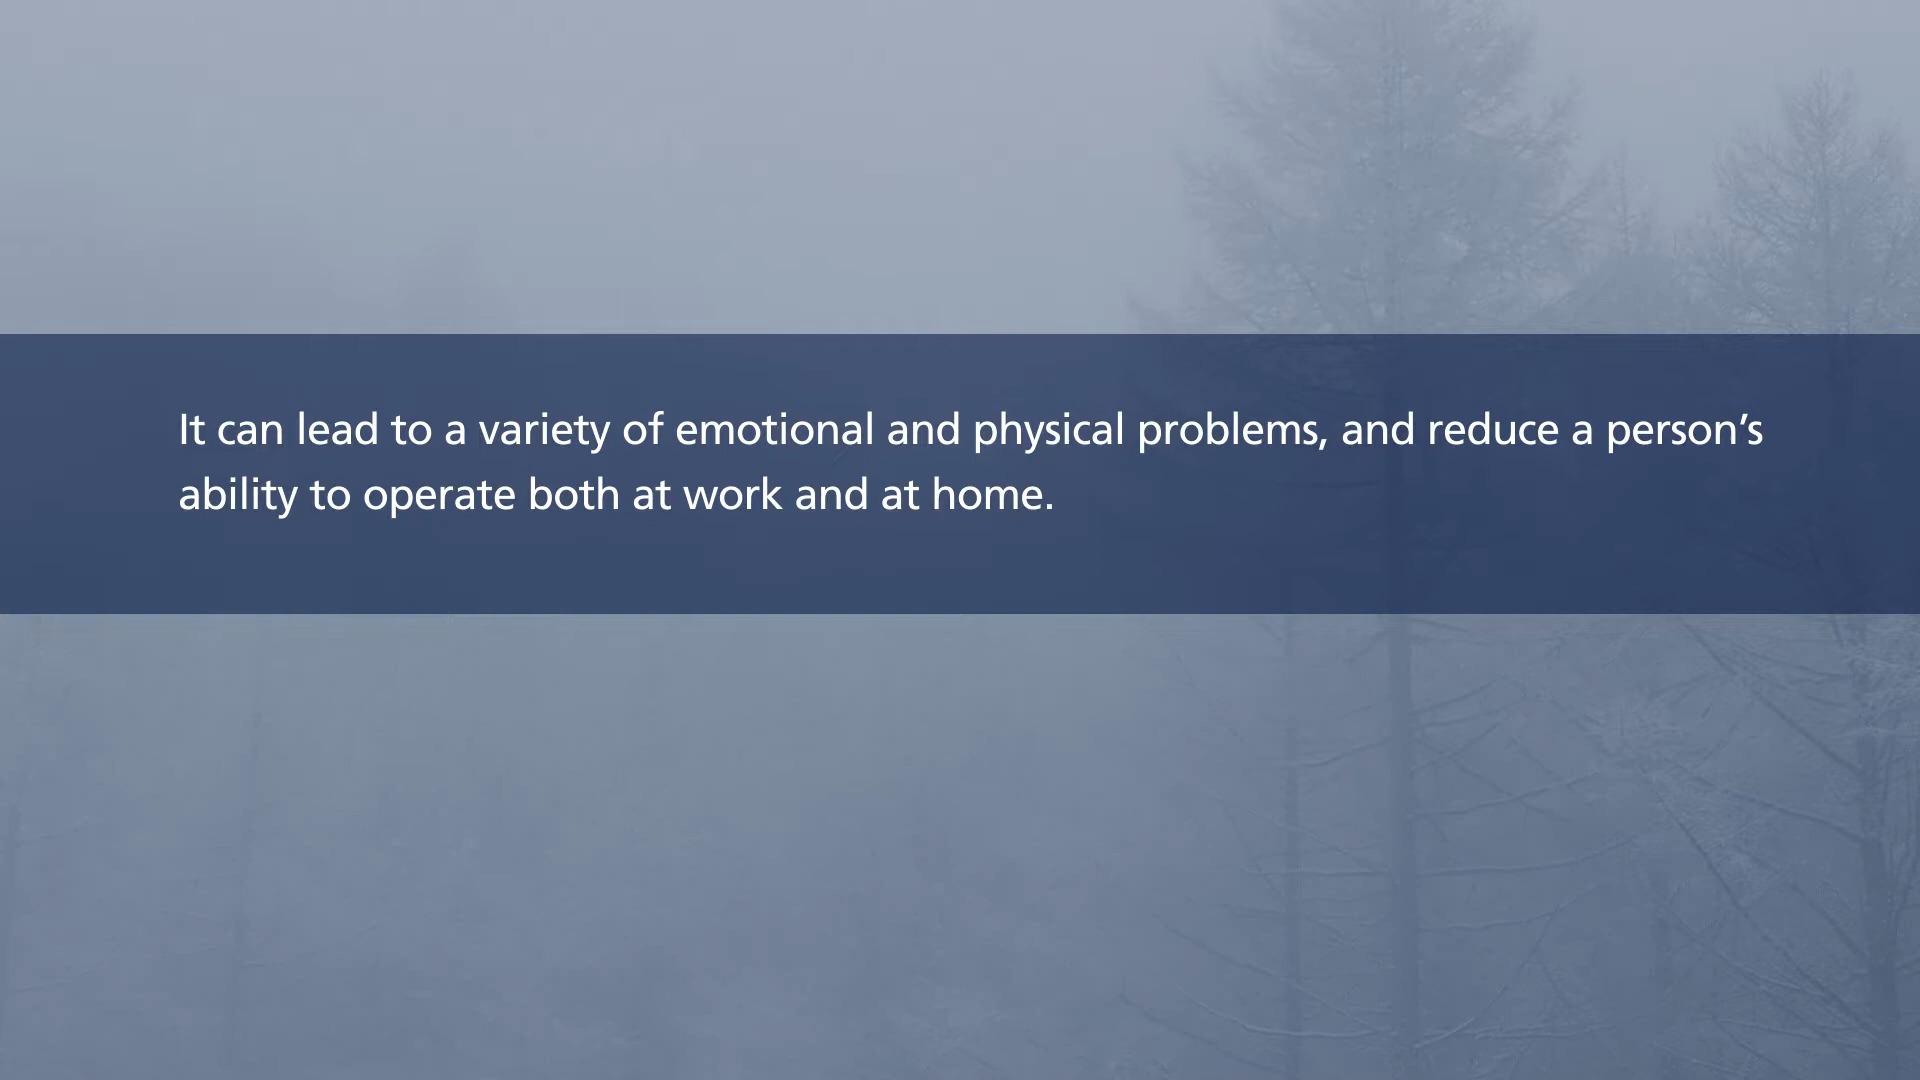 It can lead to a variety of emotional and physical problems, and reduce a person’s
ability to operate both at work and at home.